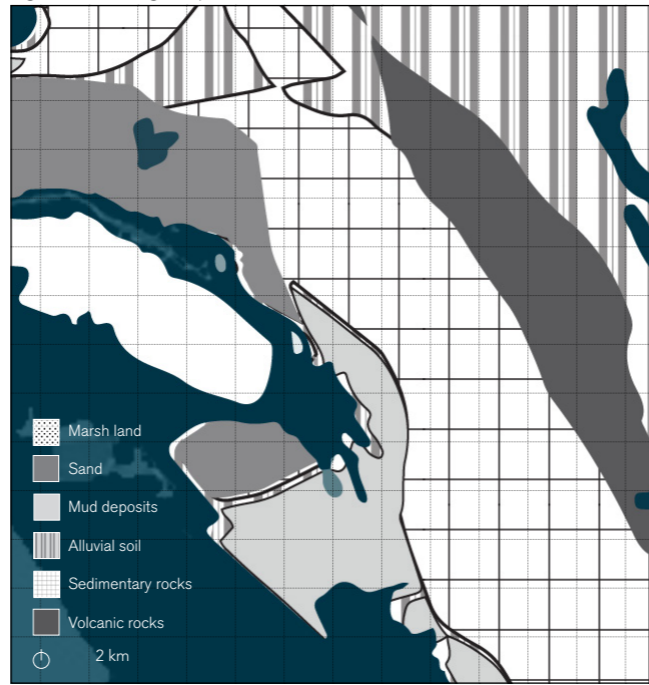 Marsh land
Sand
Mud deposits
Alluvial soil
Sedimentary rocks
Volcanic rocks
2 km